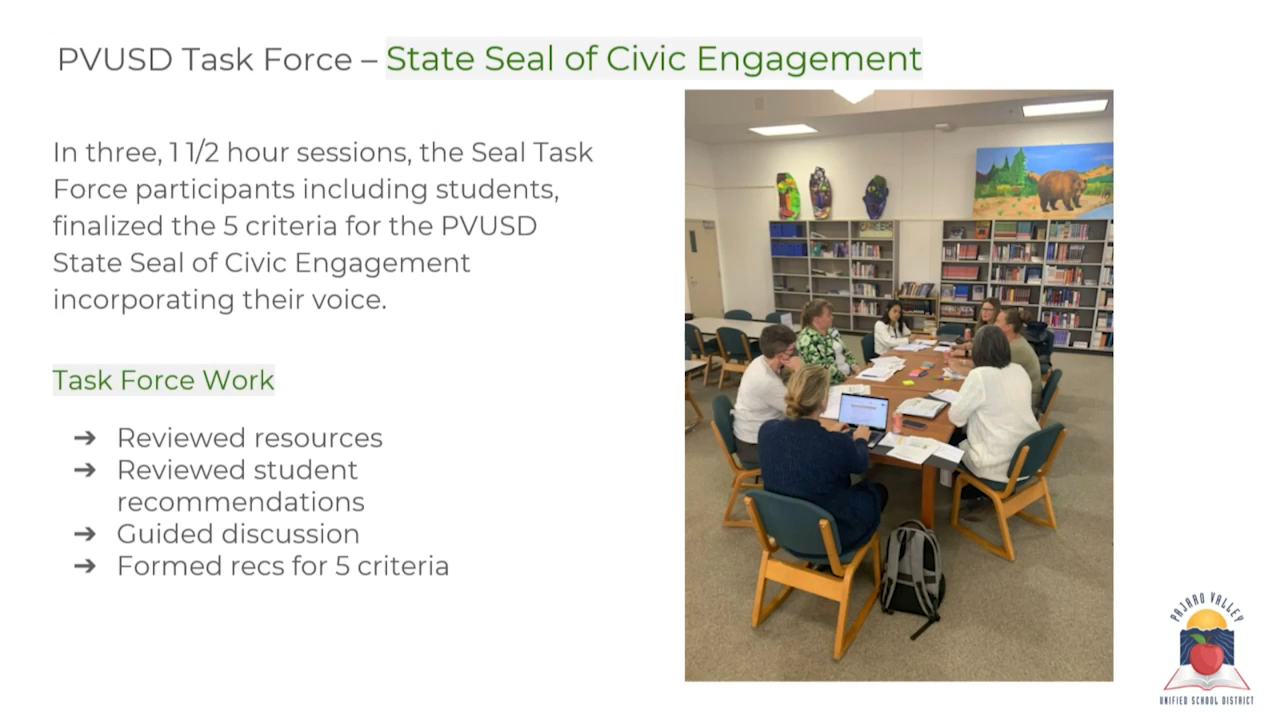 PVUSD Task Force – State Seal of Civic Engagement
In three, 1 1/2 hour sessions, the Seal Task
Force participants including students,
finalized the 5 criteria for the PVUSD
State Seal of Civic Engagement
incorporating their voice.
Task Force Work
➔ Reviewed resources
➔ Reviewed student
recommendations
➔ Guided discussion
➔ Formed recs for 5 criteria
CAREERS
PAJARO VALLEY
UNIFIED SCHOOL DISTRICT